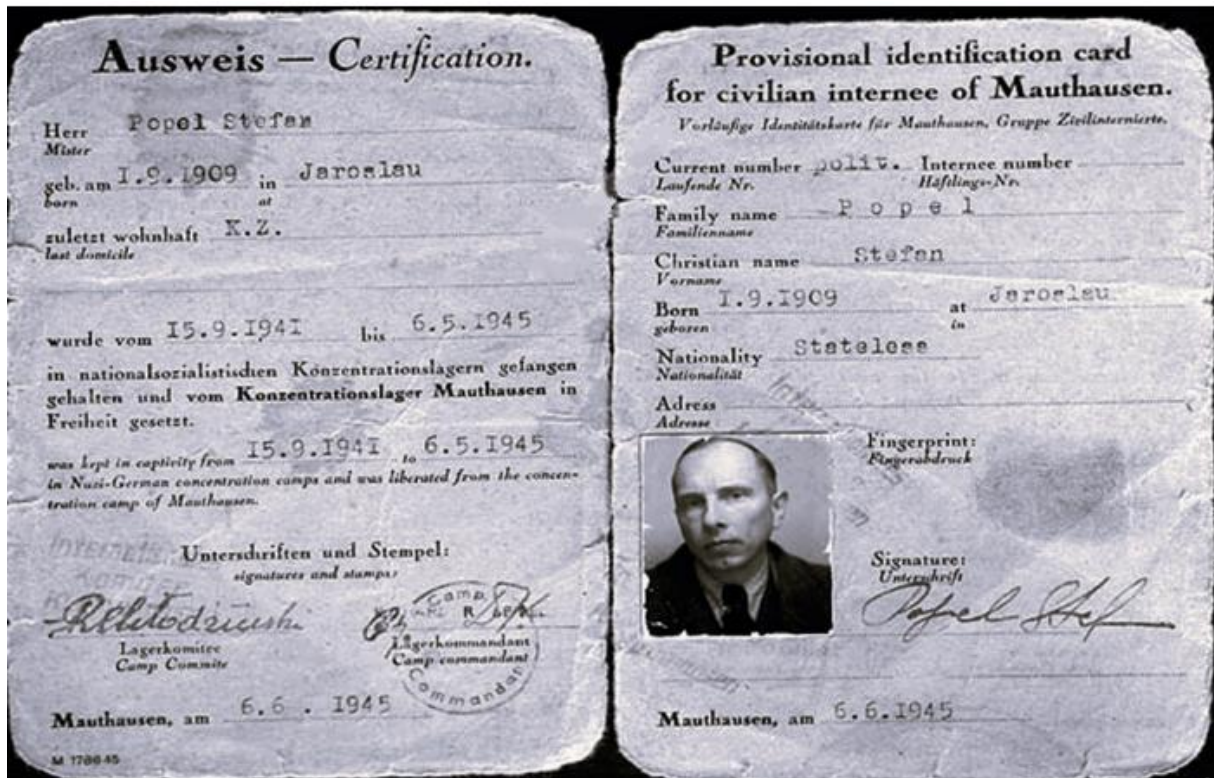 Ausweis — Certification.
Herr Popel Stefan
Mister
geb. am I.9.I909 in Jaroslau
born at
zuletzt wohnhaft K.Z.
last domicile
wurde vom I5.9.I94I bis 6.5.I945
in nationalsozialistischen Konzentrationslagern gefangen
gehalten und vom Konzentrationslager Mauthausen in
Freiheit gesetzt.
was kept in captivity from I5.9.I94I to 6.5.I945
in Nazi-German concentration camps and was liberated from the concen-
tration camp of Mauthausen.
Unterschriften und Stempel:
signatures and stamps:
Lagerkomitee
Camp Commite
Lagerkommandant
Camp commandant
Camp
Commandant
Mauthausen, am 6.6.I945
M 1786 45
Provisional identification card
for civilian internee of Mauthausen.
Vorläufige Identitätskarte für Mauthausen, Gruppe Zivilinternierte.
Current number polit. Internee number
Laufende Nr. Häftlings-Nr.
Family name Popel
Familienname
Christian name Stefan
Vorname
Born I.9.I909 at Jaroslau
geboren in
Nationality Stateless
Nationalität
Adress
Adresse
Fingerprint:
Fingerabdruck
Signature:
Unterschrift
Popel Stef
Mauthausen, am 6.6.I945